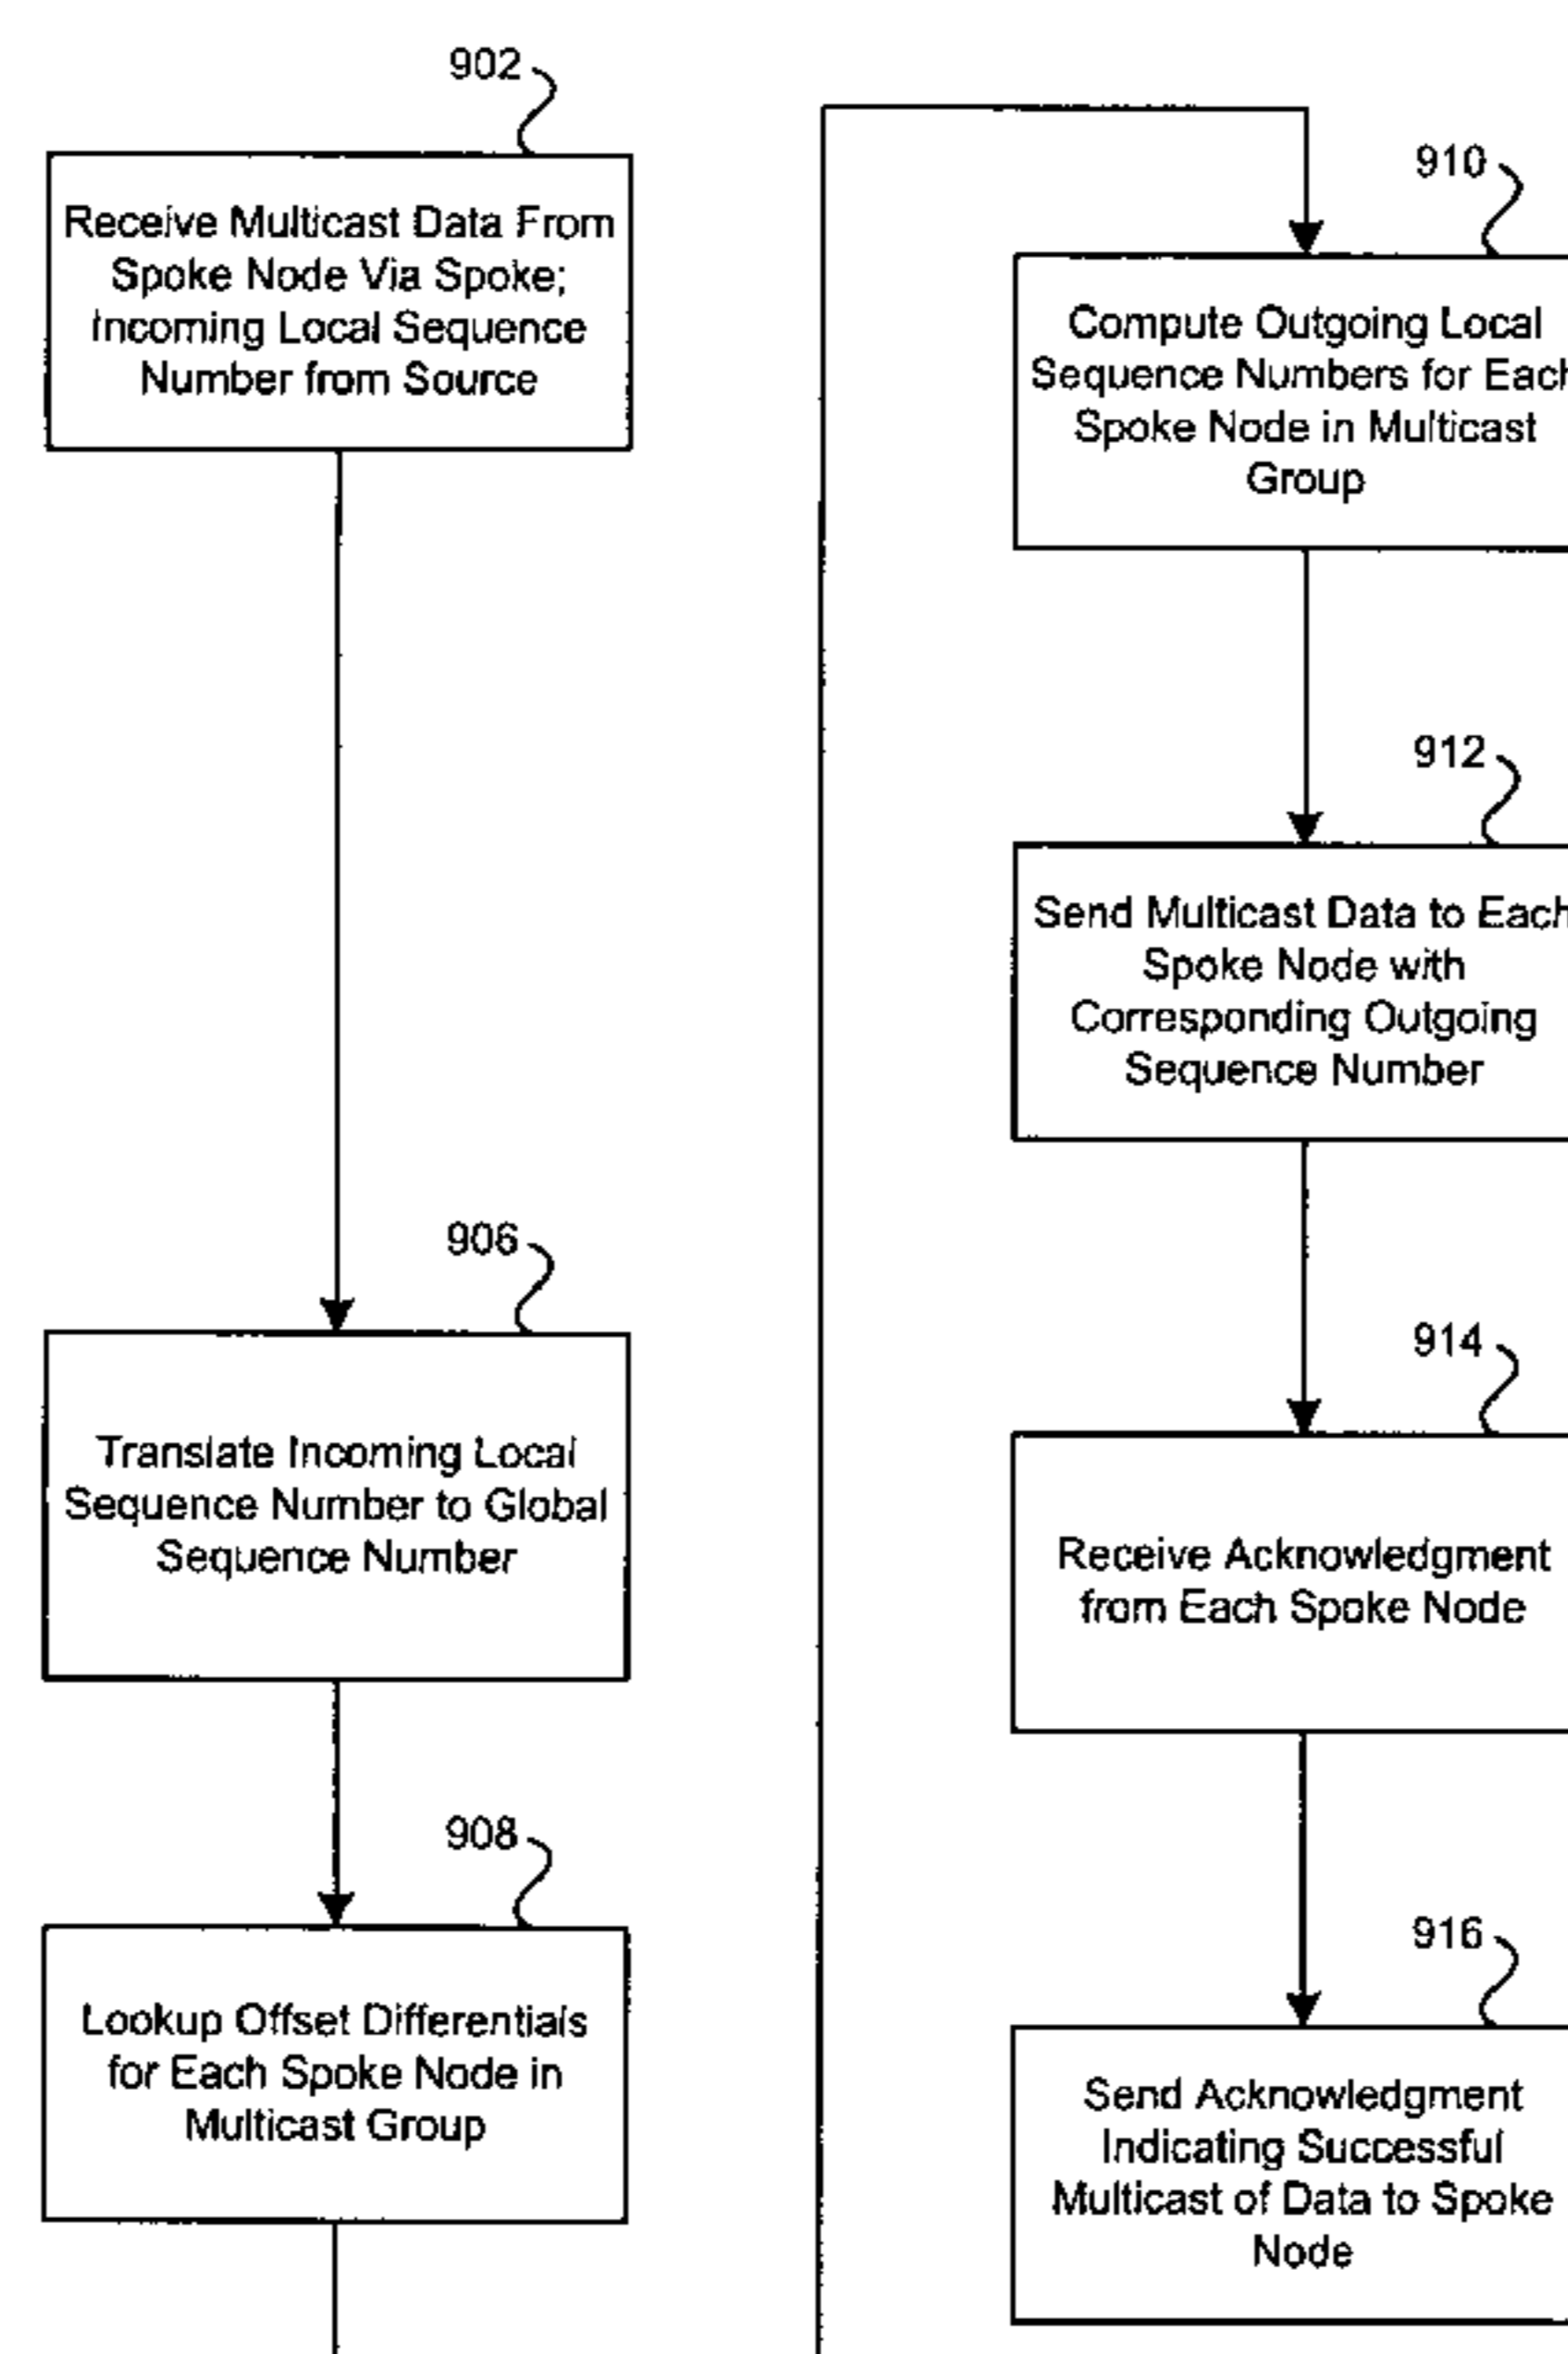 902
Receive Multicast Data From
Spoke Node Via Spoke;
Incoming Local Sequence
Number from Source
906
Translate Incoming Local
Sequence Number to Global
Sequence Number
908
Lookup Offset Differentials
for Each Spoke Node in
Multicast Group
910
Compute Outgoing Local
Sequence Numbers for Each
Spoke Node in Multicast
Group
912
Send Multicast Data to Each
Spoke Node with
Corresponding Outgoing
Sequence Number
914
Receive Acknowledgment
from Each Spoke Node
916
Send Acknowledgment
Indicating Successful
Multicast of Data to Spoke
Node